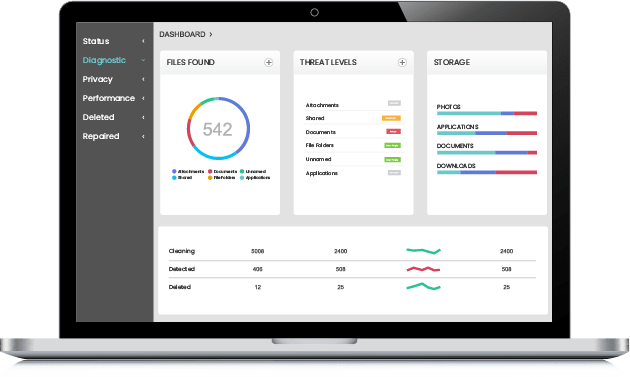 DASHBOARD ›
Status
Diagnostic
Privacy
Performance
Deleted
Repaired
FILES FOUND
542
Attachments Documents Unnamed
Shared File Folders Applications
THREAT LEVELS
Attachments
Shared
Documents
File Folders
Unnamed
Applications
STORAGE
PHOTOS
APPLICATIONS
DOCUMENTS
DOWNLOADS
Cleaning 5008 2400 2400
Detected 406 508 508
Deleted 12 25 25